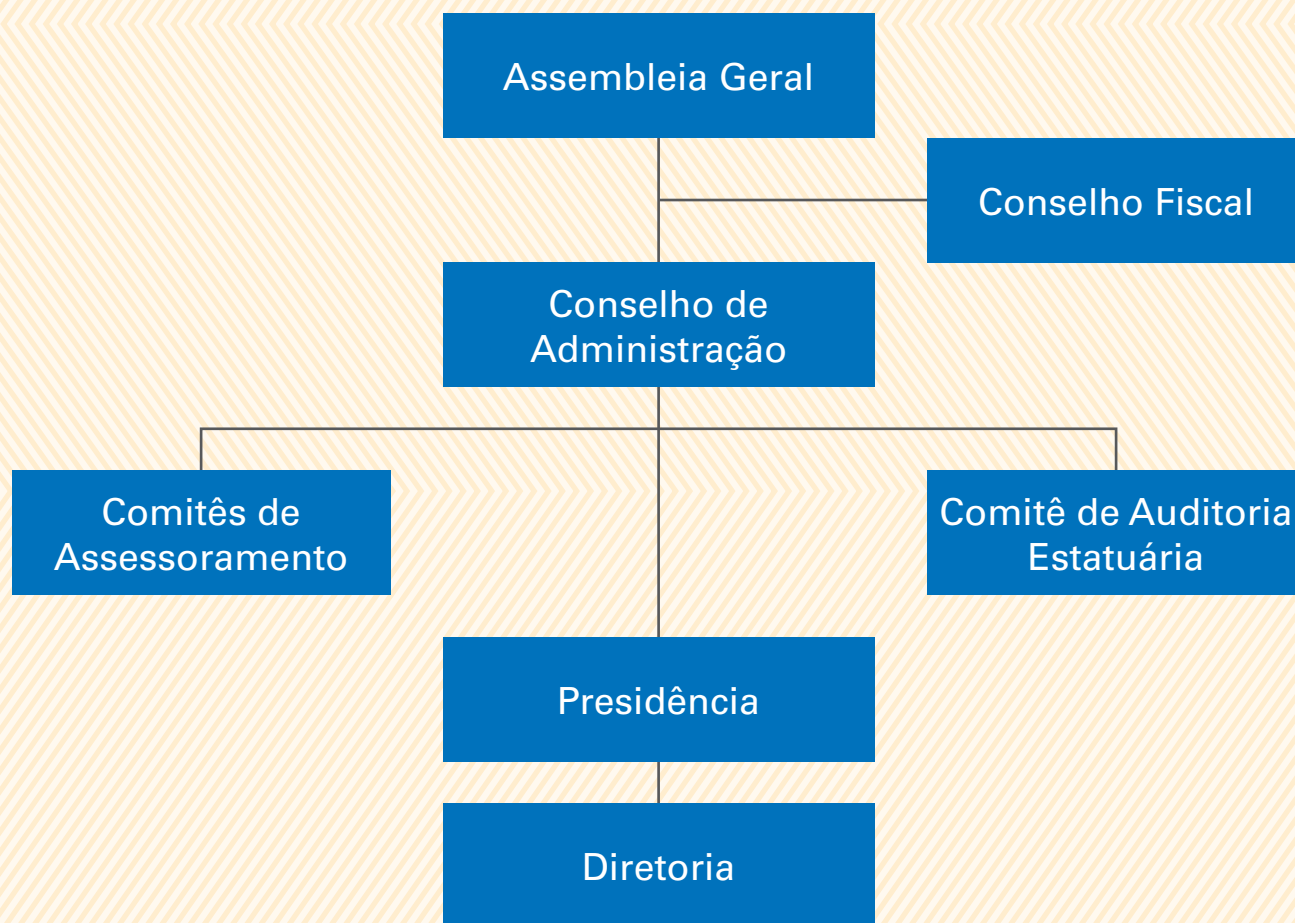 Assembleia Geral
Conselho Fiscal
Conselho de
Administração
Comitês de
Assessoramento
Comitê de Auditoria
Estatuária
Presidência
Diretoria